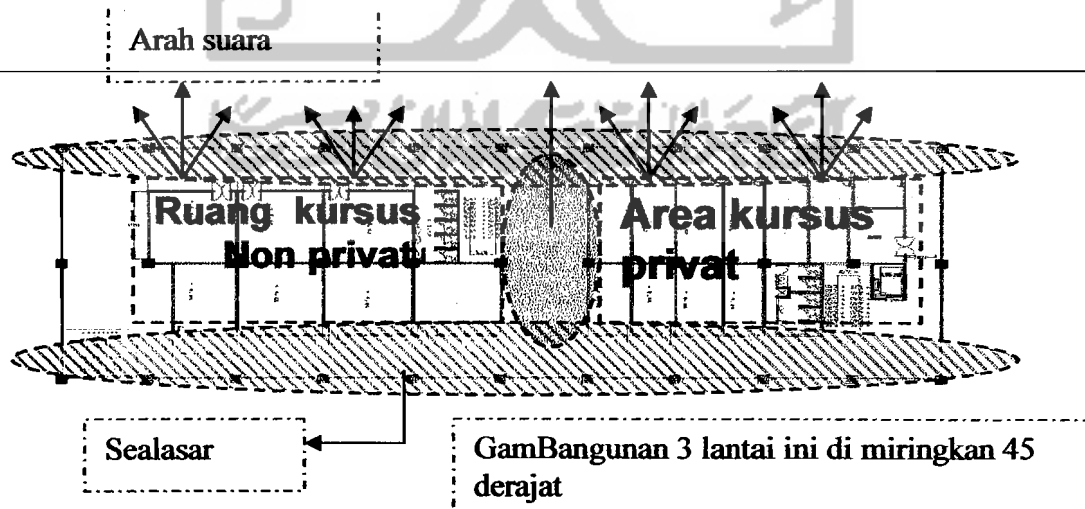 Arah suara
Ruang kursus
Non privat
Area kursus
privat
Sealasar
GamBangunan 3 lantai ini di miringkan 45
derajat